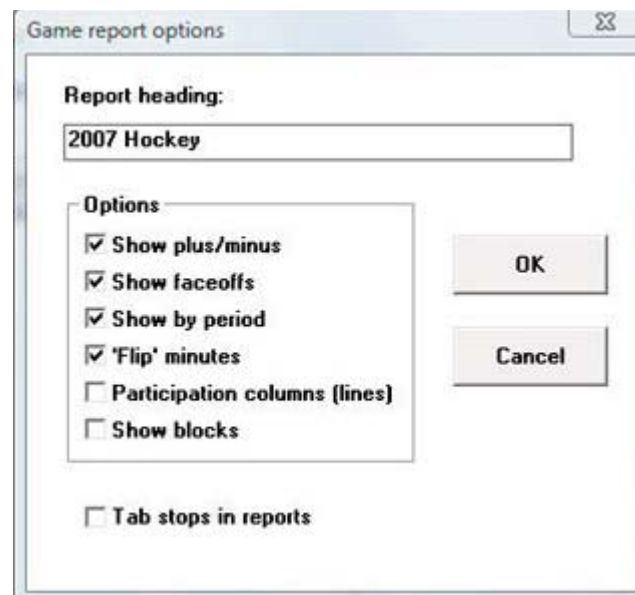 Game report options
Report heading:
2007 Hockey
Options
Show plus/minus
Show faceoffs
Show by period
'Flip' minutes
Participation columns (lines)
Show blocks
OK
Cancel
Tab stops in reports